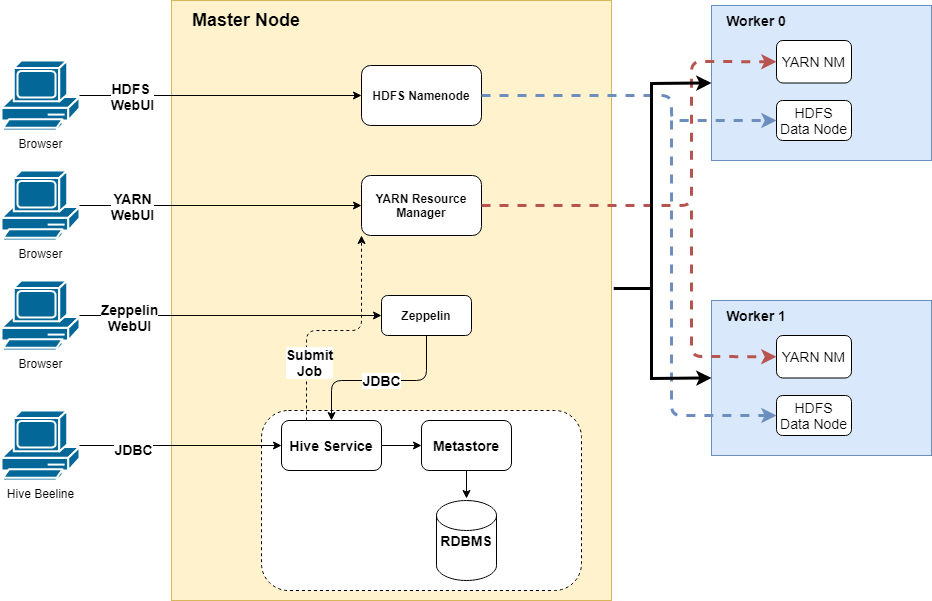 Master Node
HDFS
WebUI
Browser
HDFS Namenode
YARN
WebUI
Browser
YARN Resource
Manager
Zeppelin
WebUI
Browser
Zeppelin
Submit
Job
JDBC
JDBC
Hive Beeline
Hive Service
Metastore
RDBMS
Worker 0
YARN NM
HDFS
Data Node
Worker 1
YARN NM
HDFS
Data Node